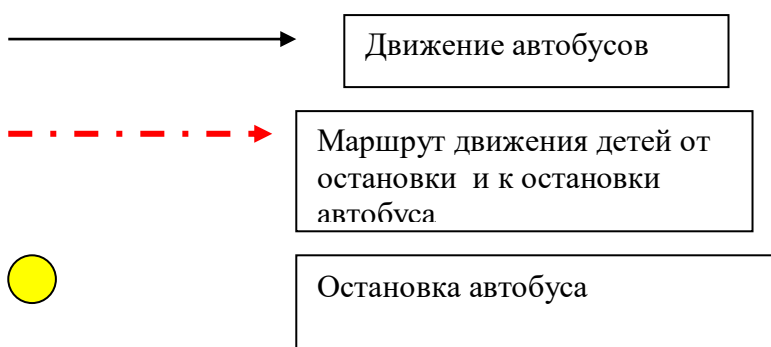 Движение автобусов
Маршрут движения детей от
остановки и к остановки
автобуса
Остановка автобуса